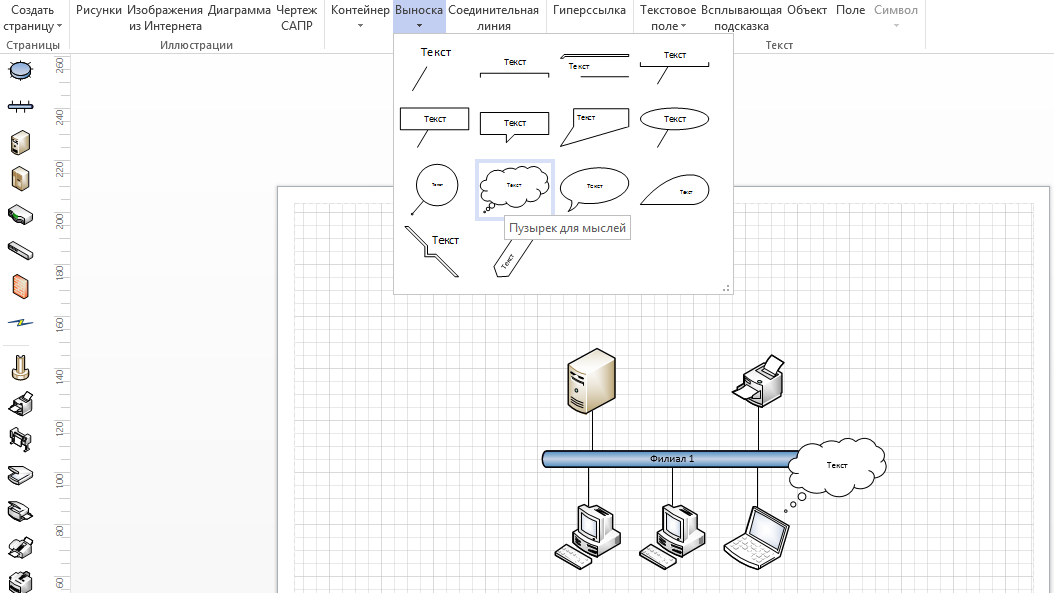 Создать Рисунки Изображения Диаграмма Чертеж Контейнер Выноска Соединительная Гиперссылка Текстовое Всплывающая Объект Поле Символ
страницу из Интернета САПР линия поле подсказка
Страницы Иллюстрации Текст
Текст
Текст
Текст
Текст
Текст
Текст
Текст
Текст
Текст
Текст
Текст
Текст
Пузырек для мыслей
Текст
Текст
260
240
220
200
180
160
140
120
100
80
60
Филиал 1
Текст